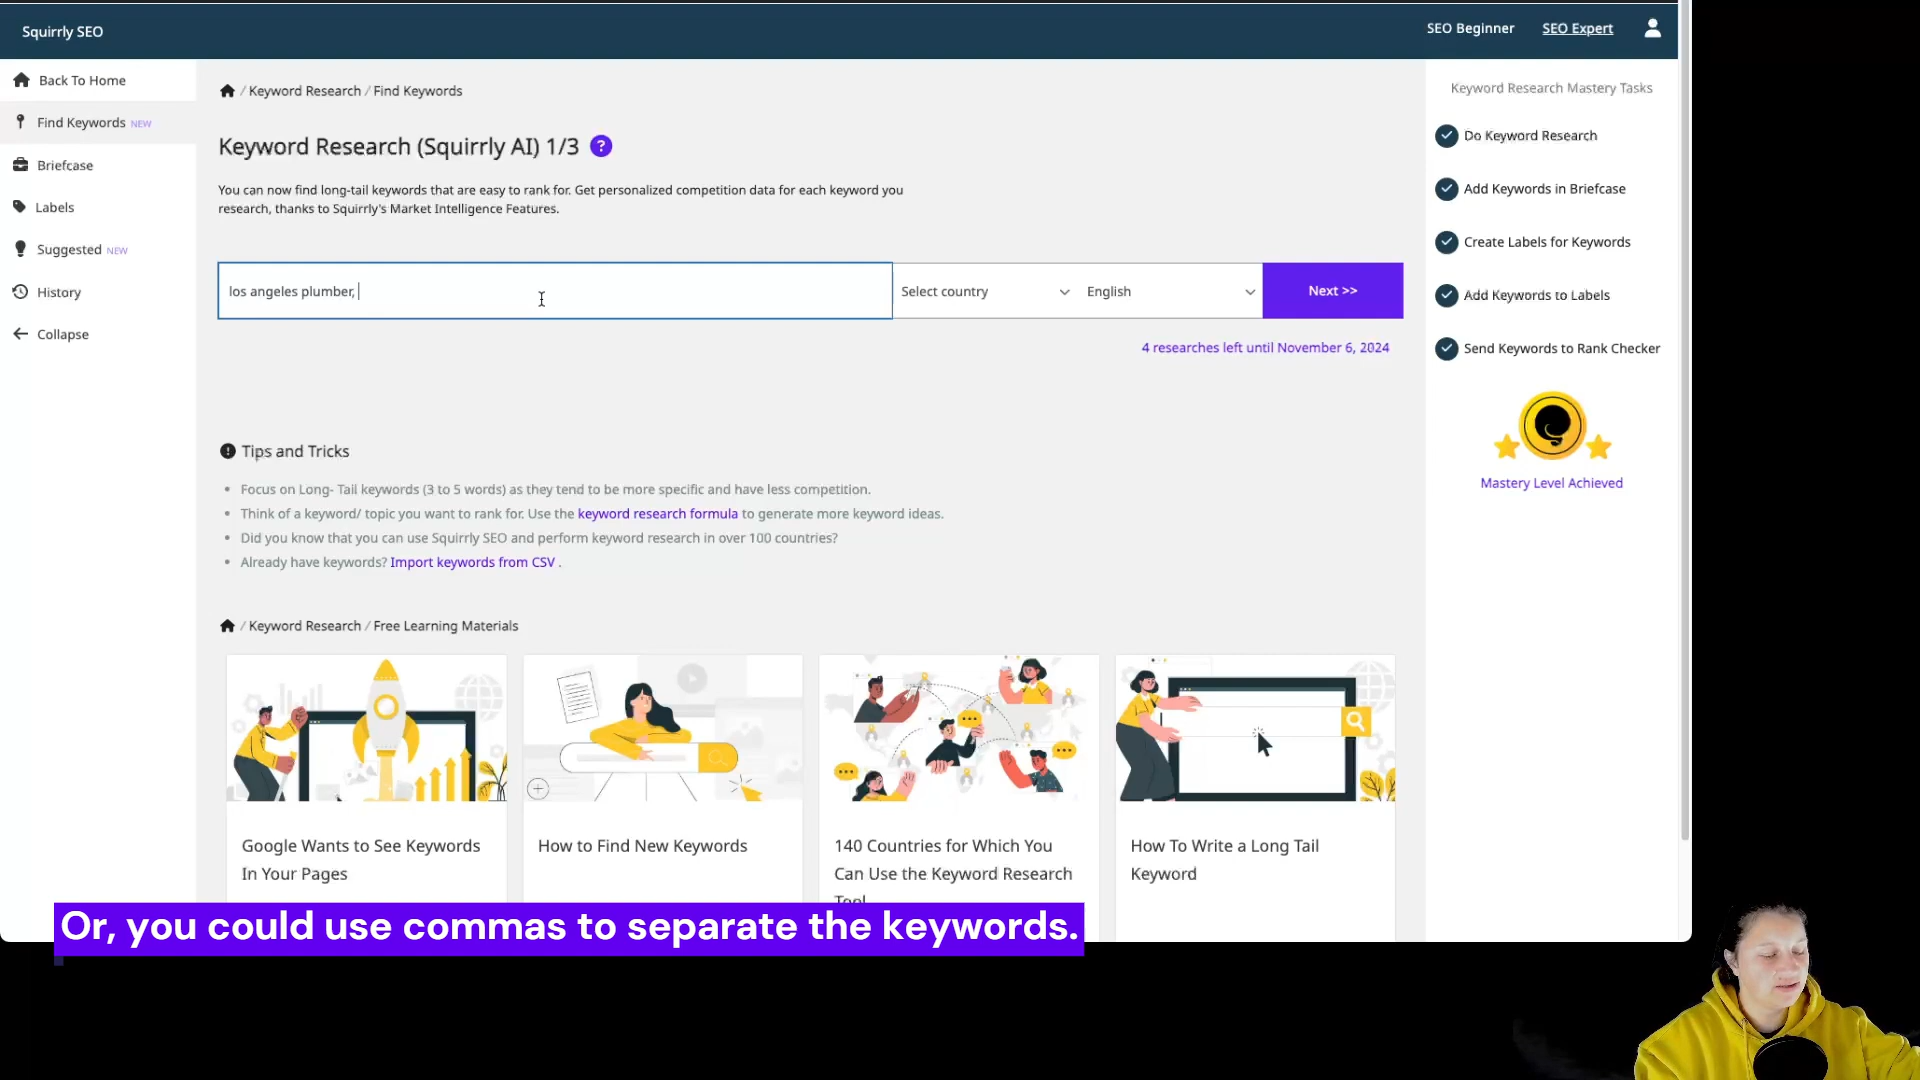 Squirrly SEO
SEO Beginner
SEO Expert
Back To Home
Find Keywords NEW
Briefcase
Labels
Suggested NEW
History
Collapse
/ Keyword Research / Find Keywords
Keyword Research (Squirrly AI) 1/3 ?
You can now find long-tail keywords that are easy to rank for. Get personalized competition data for each keyword you
research, thanks to Squirrly's Market Intelligence Features.
los angeles plumber,
Select country
English
Next >>
4 researches left until November 6, 2024
Tips and Tricks
Focus on Long- Tail keywords (3 to 5 words) as they tend to be more specific and have less competition.
Think of a keyword/ topic you want to rank for. Use the keyword research formula to generate more keyword ideas.
Did you know that you can use Squirrly SEO and perform keyword research in over 100 countries?
Already have keywords? Import keywords from CSV .
/ Keyword Research / Free Learning Materials
Google Wants to See Keywords
In Your Pages
How to Find New Keywords
140 Countries for Which You
Can Use the Keyword Research
Tool
How To Write a Long Tail
Keyword
Keyword Research Mastery Tasks
Do Keyword Research
Add Keywords in Briefcase
Create Labels for Keywords
Add Keywords to Labels
Send Keywords to Rank Checker
Mastery Level Achieved
Or, you could use commas to separate the keywords.